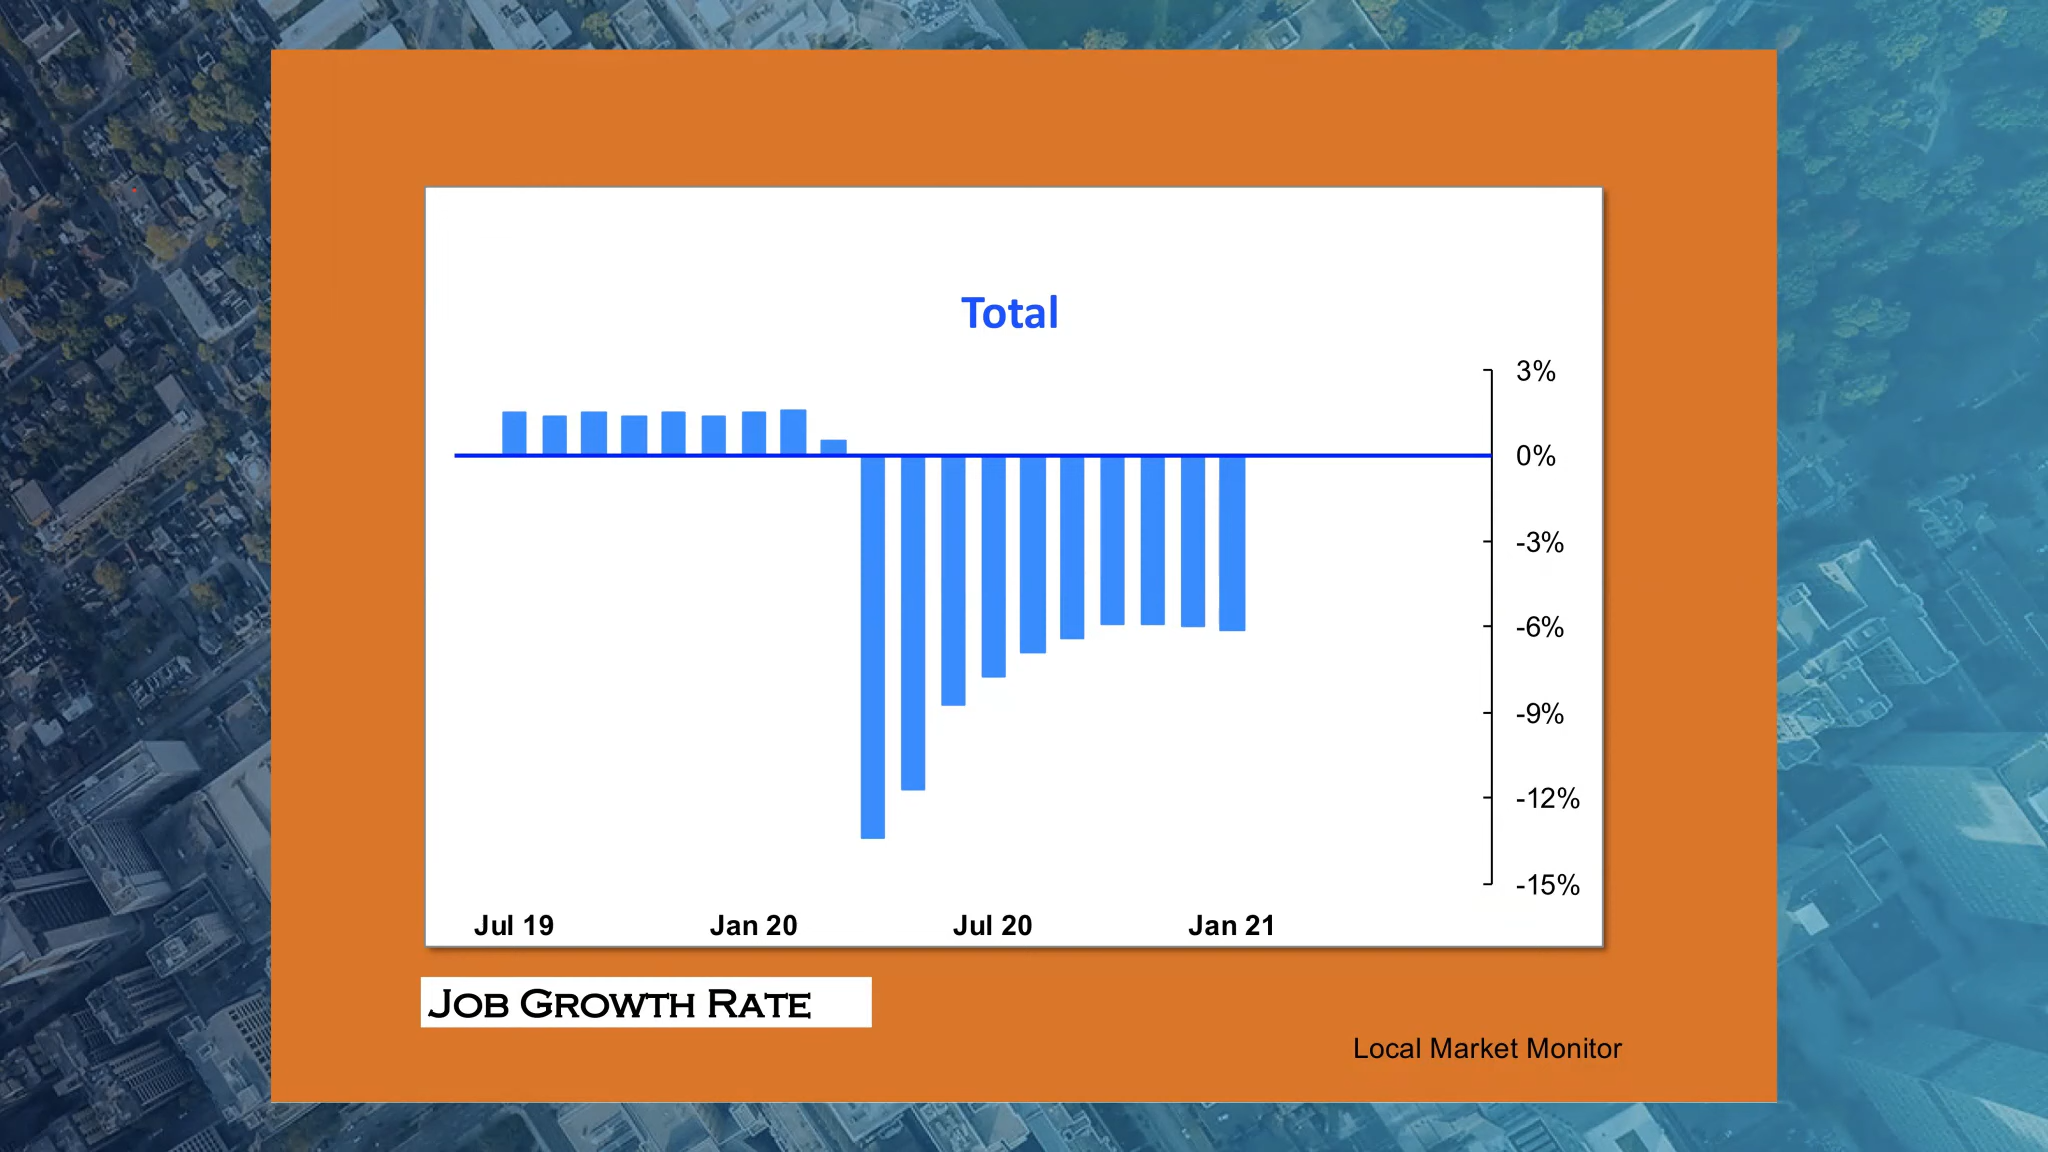 Total
3%
0%
-3%
-6%
-9%
-12%
-15%
Jul 19 Jan 20 Jul 20 Jan 21
Job Growth Rate
Local Market Monitor